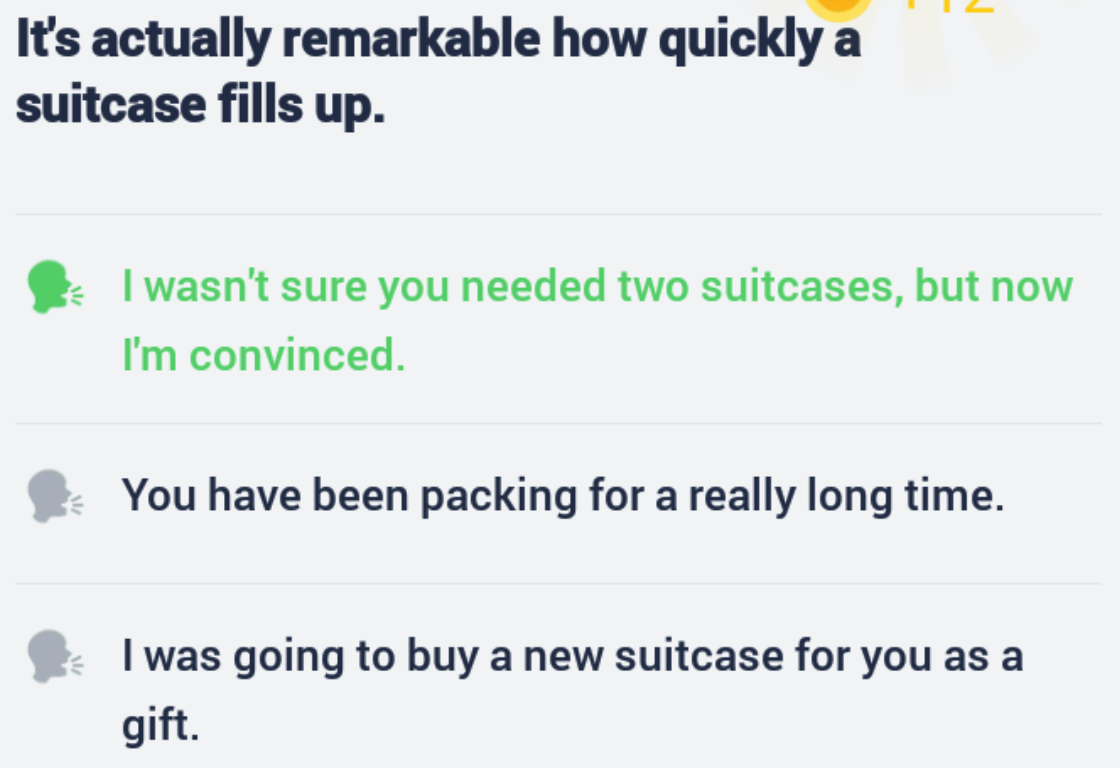 It's actually remarkable how quickly a
suitcase fills up.
I wasn't sure you needed two suitcases, but now
I'm convinced.
You have been packing for a really long time.
I was going to buy a new suitcase for you as a
gift.